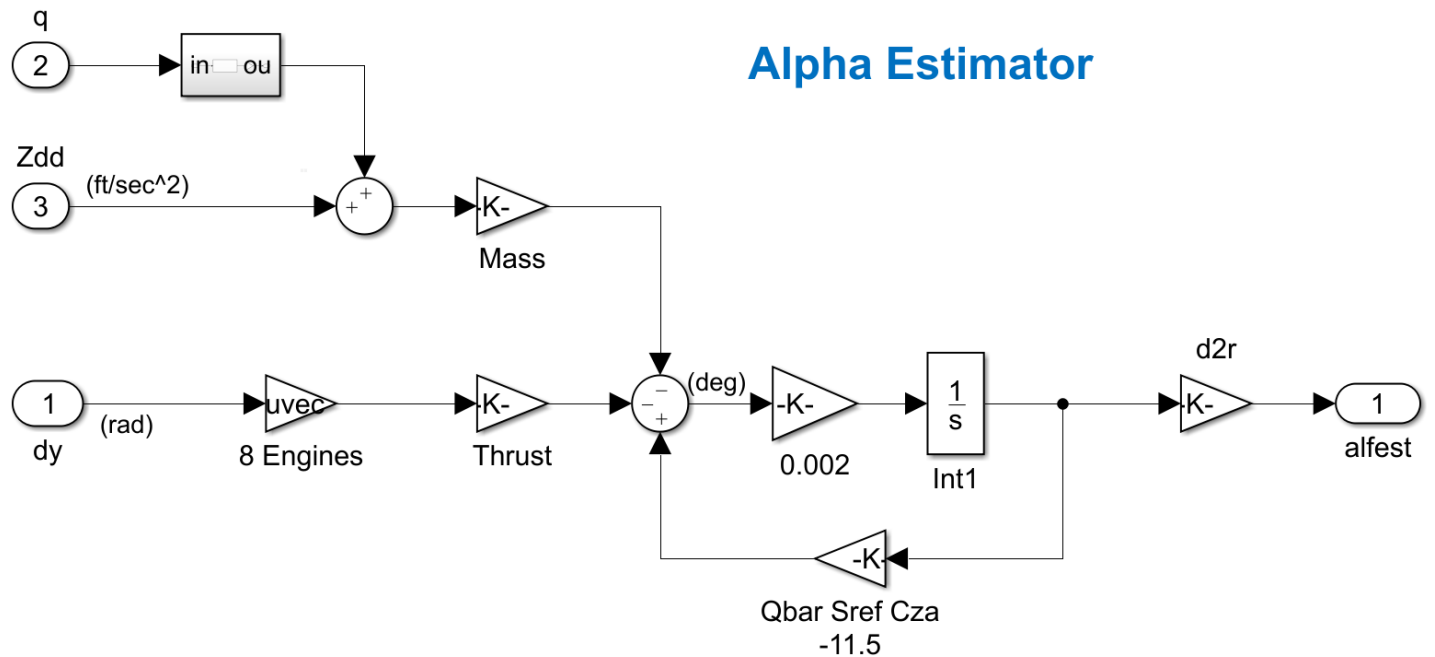 q
2
in ou
Alpha Estimator
Zdd
3
(ft/sec^2)
+
+
-K-
Mass
1
(rad)
dy
uvec
8 Engines
-K-
Thrust
−
−
+
(deg)
-K-
0.002
1
s
Int1
d2r
-K-
1
alfest
-K-
Qbar Sref Cza
-11.5